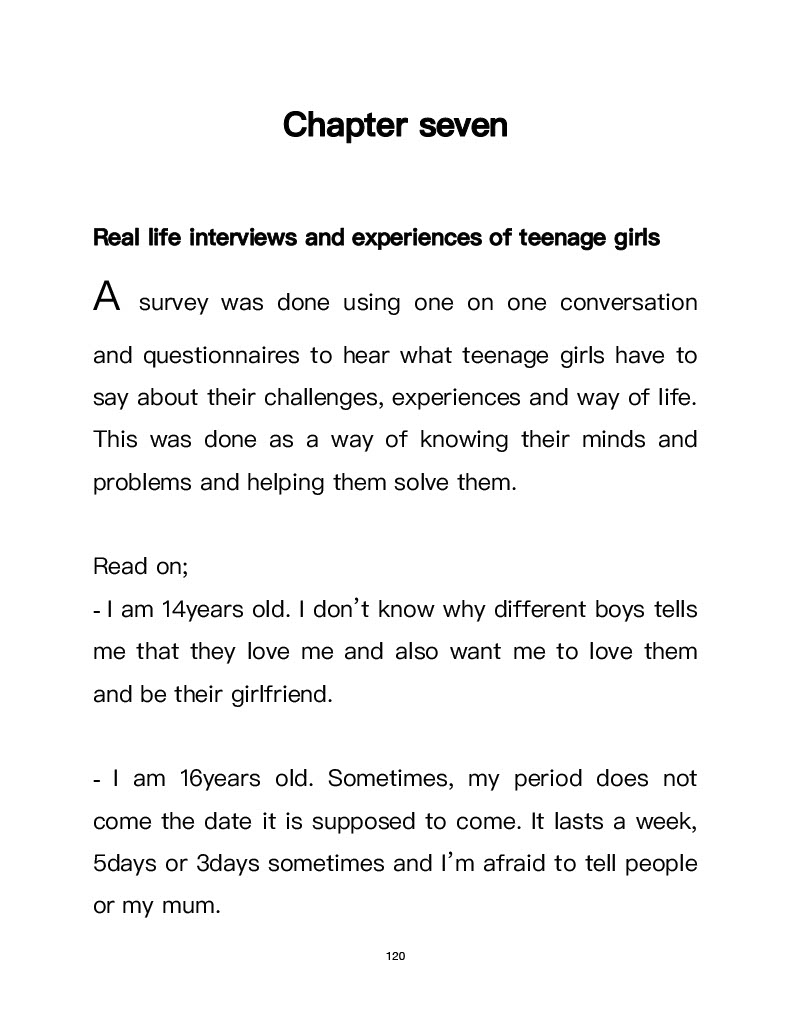 Chapter seven
Real life interviews and experiences of teenage girls
A survey was done using one on one conversation
and questionnaires to hear what teenage girls have to
say about their challenges, experiences and way of life.
This was done as a way of knowing their minds and
problems and helping them solve them.
Read on;
- I am 14years old. I don't know why different boys tells
me that they love me and also want me to love them
and be their girlfriend.
- I am 16years old. Sometimes, my period does not
come the date it is supposed to come. It lasts a week,
5days or 3days sometimes and I'm afraid to tell people
or my mum.
120